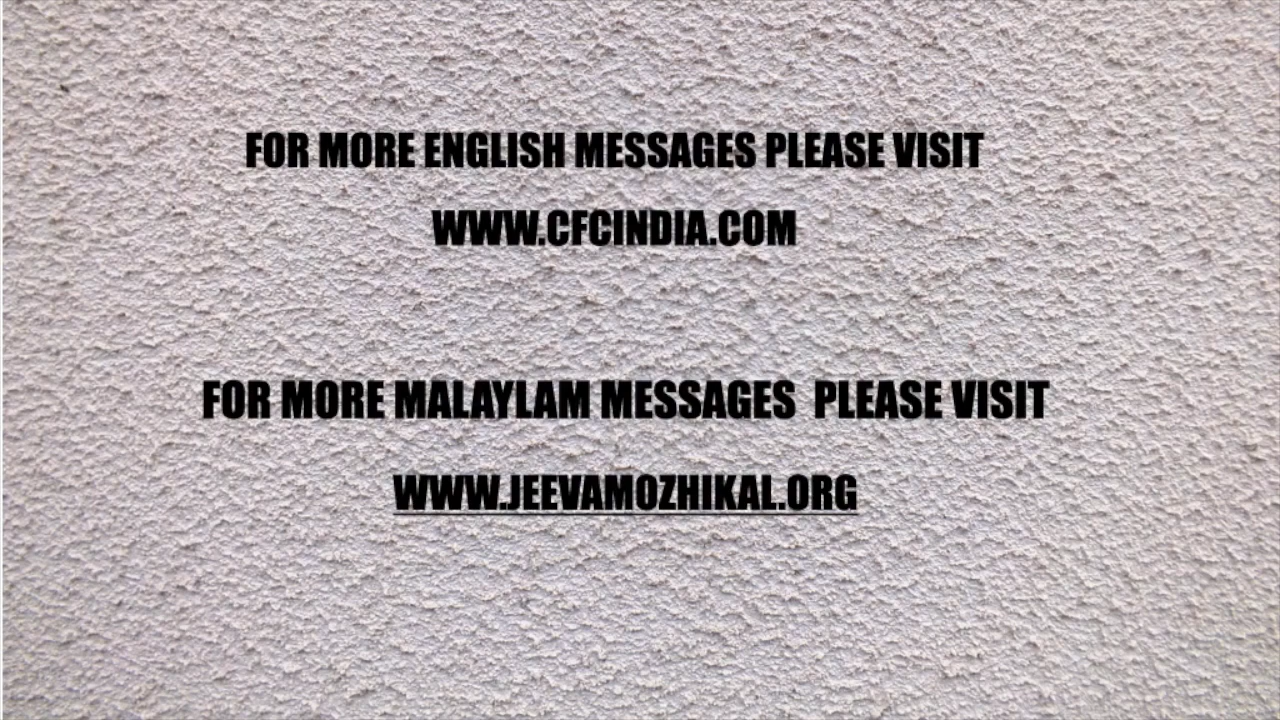 FOR MORE ENGLISH MESSAGES PLEASE VISIT
WWW.CFCINDIA.COM
FOR MORE MALAYLAM MESSAGES PLEASE VISIT
WWW.JEEVAMOZHIKAL.ORG